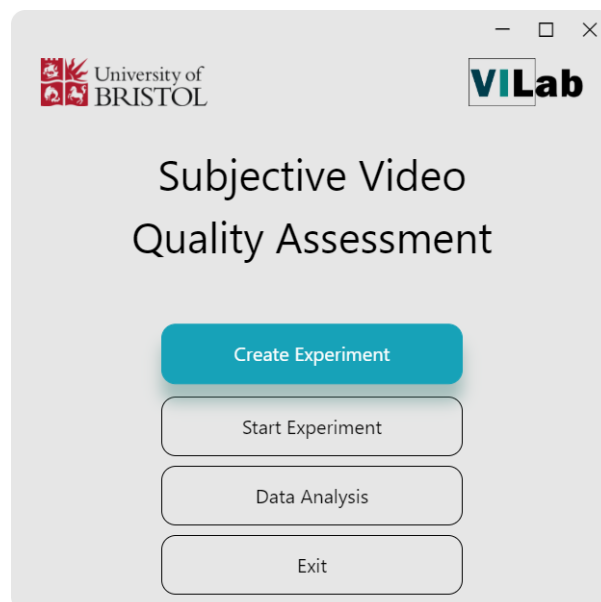 University of
BRISTOL
VILab
Subjective Video
Quality Assessment
Create Experiment
Start Experiment
Data Analysis
Exit